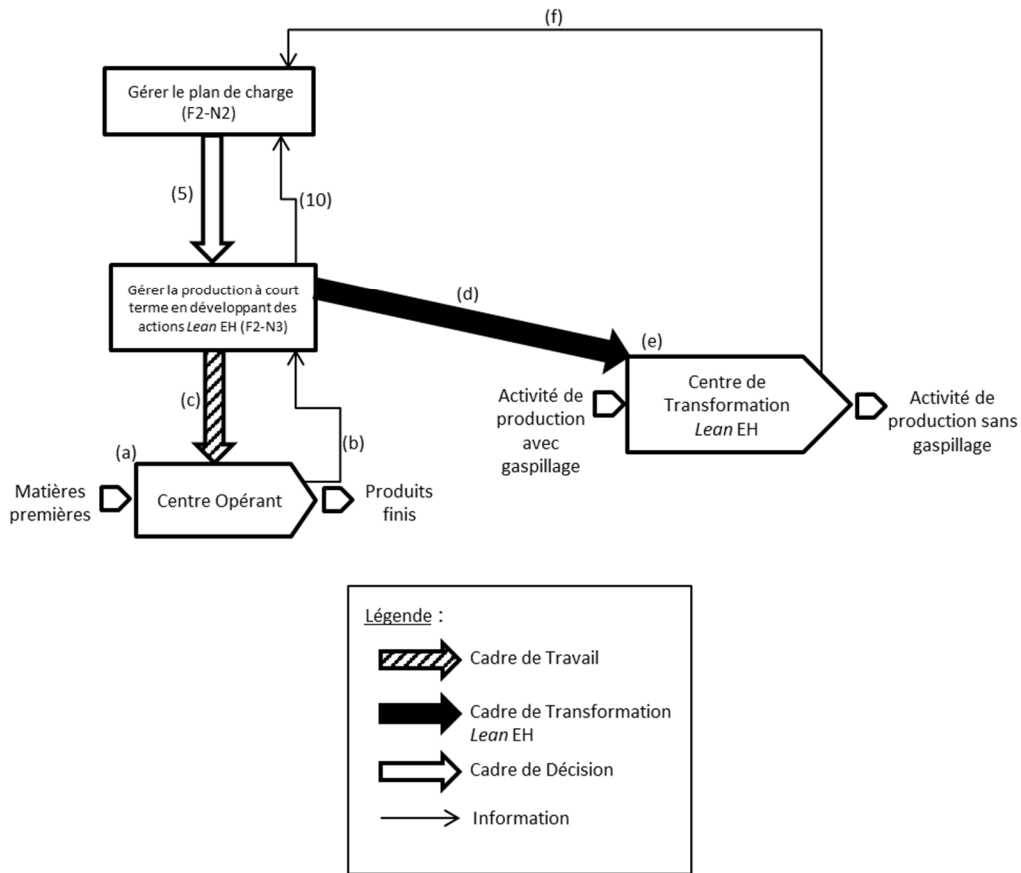 (f)
Gérer le plan de charge
(F2-N2)
(5)
(10)
Gérer la production à court
terme en développant des
actions Lean EH (F2-N3)
(d)
(e)
Centre de
Transformation
Lean EH
Activité de
production
avec
gaspillage
Activité de
production sans
gaspillage
(c)
(b)
(a)
Matières
premières
Centre Opérant
Produits
finis
Légende :
Cadre de Travail
Cadre de Transformation
Lean EH
Cadre de Décision
Information